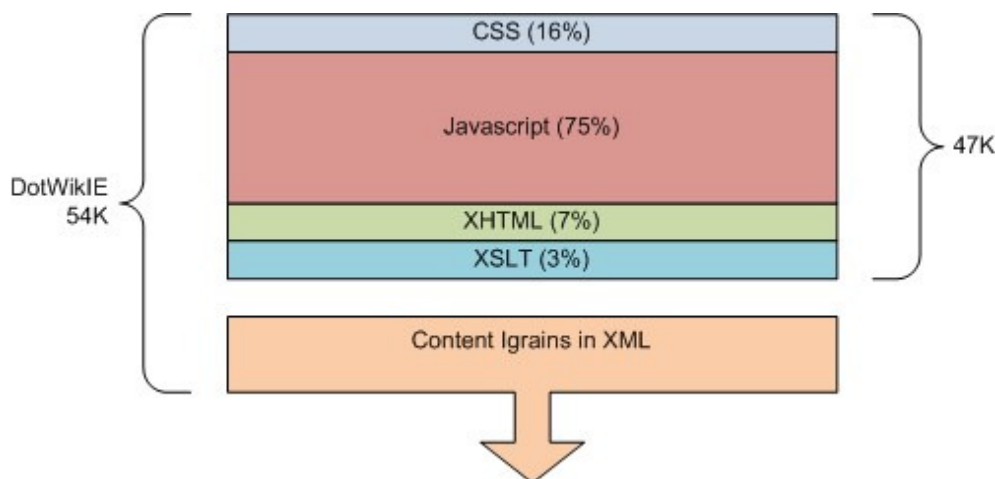 CSS (16%)
Javascript (75%)
47K
DotWikIE
54K
XHTML (7%)
XSLT (3%)
Content Igrains in XML